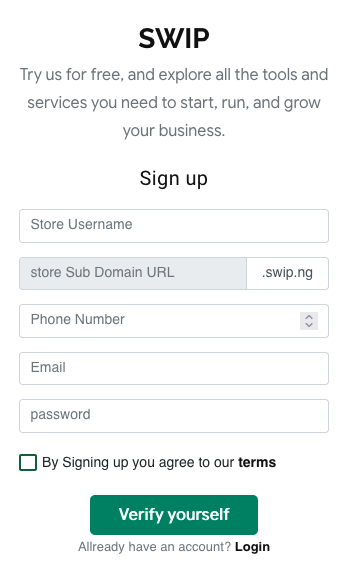 SWIP
Try us for free, and explore all the tools and
services you need to start, run, and grow
your business.
Sign up
Store Username
store Sub Domain URL .swip.ng
Phone Number
Email
password
By Signing up you agree to our terms
Verify yourself
Allready have an account? Login